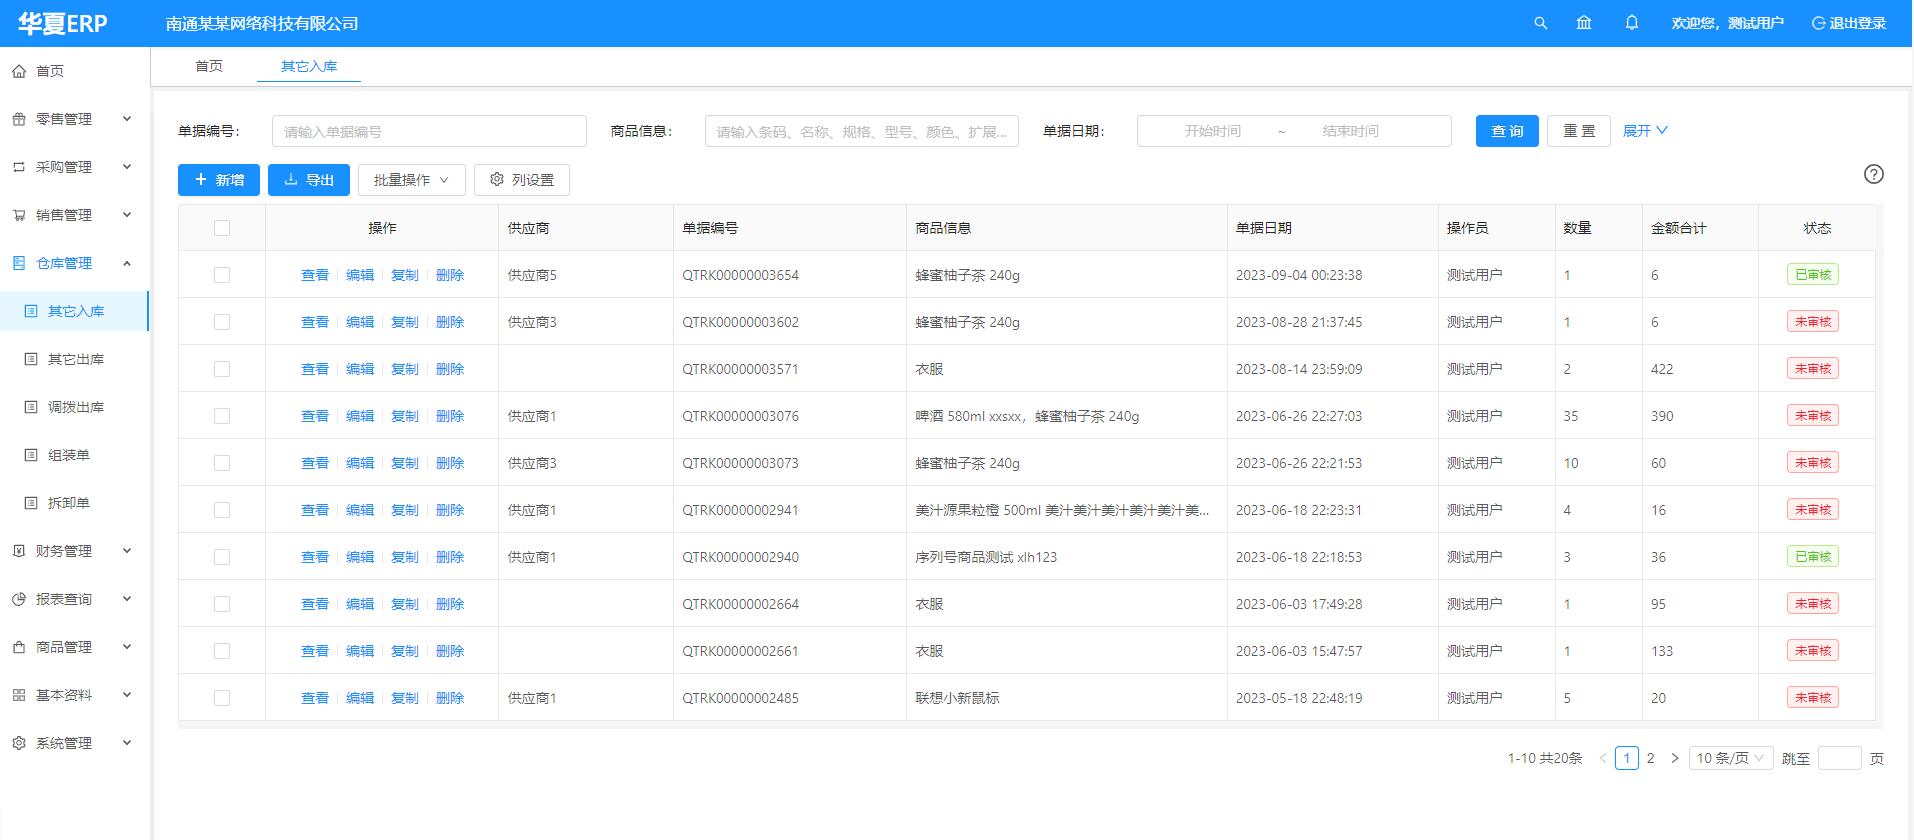 华夏ERP
南通某某网络科技有限公司
欢迎您，测试用户
退出登录
首页
零售管理
采购管理
销售管理
仓库管理
其它入库
其它出库
调拨出库
组装单
拆卸单
财务管理
报表查询
商品管理
基本资料
系统管理
首页 其它入库
单据编号： 请输入单据编号 商品信息： 请输入条码、名称、规格、型号、颜色、扩展... 单据日期： 开始时间 ~ 结束时间 查 询 重 置 展开
新增 导出 批量操作 列设置
操作 供应商 单据编号 商品信息 单据日期 操作员 数量 金额合计 状态
查看 编辑 复制 删除 供应商5 QTRK00000003654 蜂蜜柚子茶 240g 2023-09-04 00:23:38 测试用户 1 6 已审核
查看 编辑 复制 删除 供应商3 QTRK00000003602 蜂蜜柚子茶 240g 2023-08-28 21:37:45 测试用户 1 6 未审核
查看 编辑 复制 删除 QTRK00000003571 衣服 2023-08-14 23:59:09 测试用户 2 422 未审核
查看 编辑 复制 删除 供应商1 QTRK00000003076 啤酒 580ml xxsxx，蜂蜜柚子茶 240g 2023-06-26 22:27:03 测试用户 35 390 未审核
查看 编辑 复制 删除 供应商3 QTRK00000003073 蜂蜜柚子茶 240g 2023-06-26 22:21:53 测试用户 10 60 未审核
查看 编辑 复制 删除 供应商1 QTRK00000002941 美汁源果粒橙 500ml 美汁美汁美汁美汁美汁美... 2023-06-18 22:23:31 测试用户 4 16 未审核
查看 编辑 复制 删除 供应商1 QTRK00000002940 序列号商品测试 xlh123 2023-06-18 22:18:53 测试用户 3 36 已审核
查看 编辑 复制 删除 QTRK00000002664 衣服 2023-06-03 17:49:28 测试用户 1 95 未审核
查看 编辑 复制 删除 QTRK00000002661 衣服 2023-06-03 15:47:57 测试用户 1 133 未审核
查看 编辑 复制 删除 供应商1 QTRK00000002485 联想小新鼠标 2023-05-18 22:48:19 测试用户 5 20 未审核
1-10 共20条 < 1 2 > 10 条/页 跳至 页